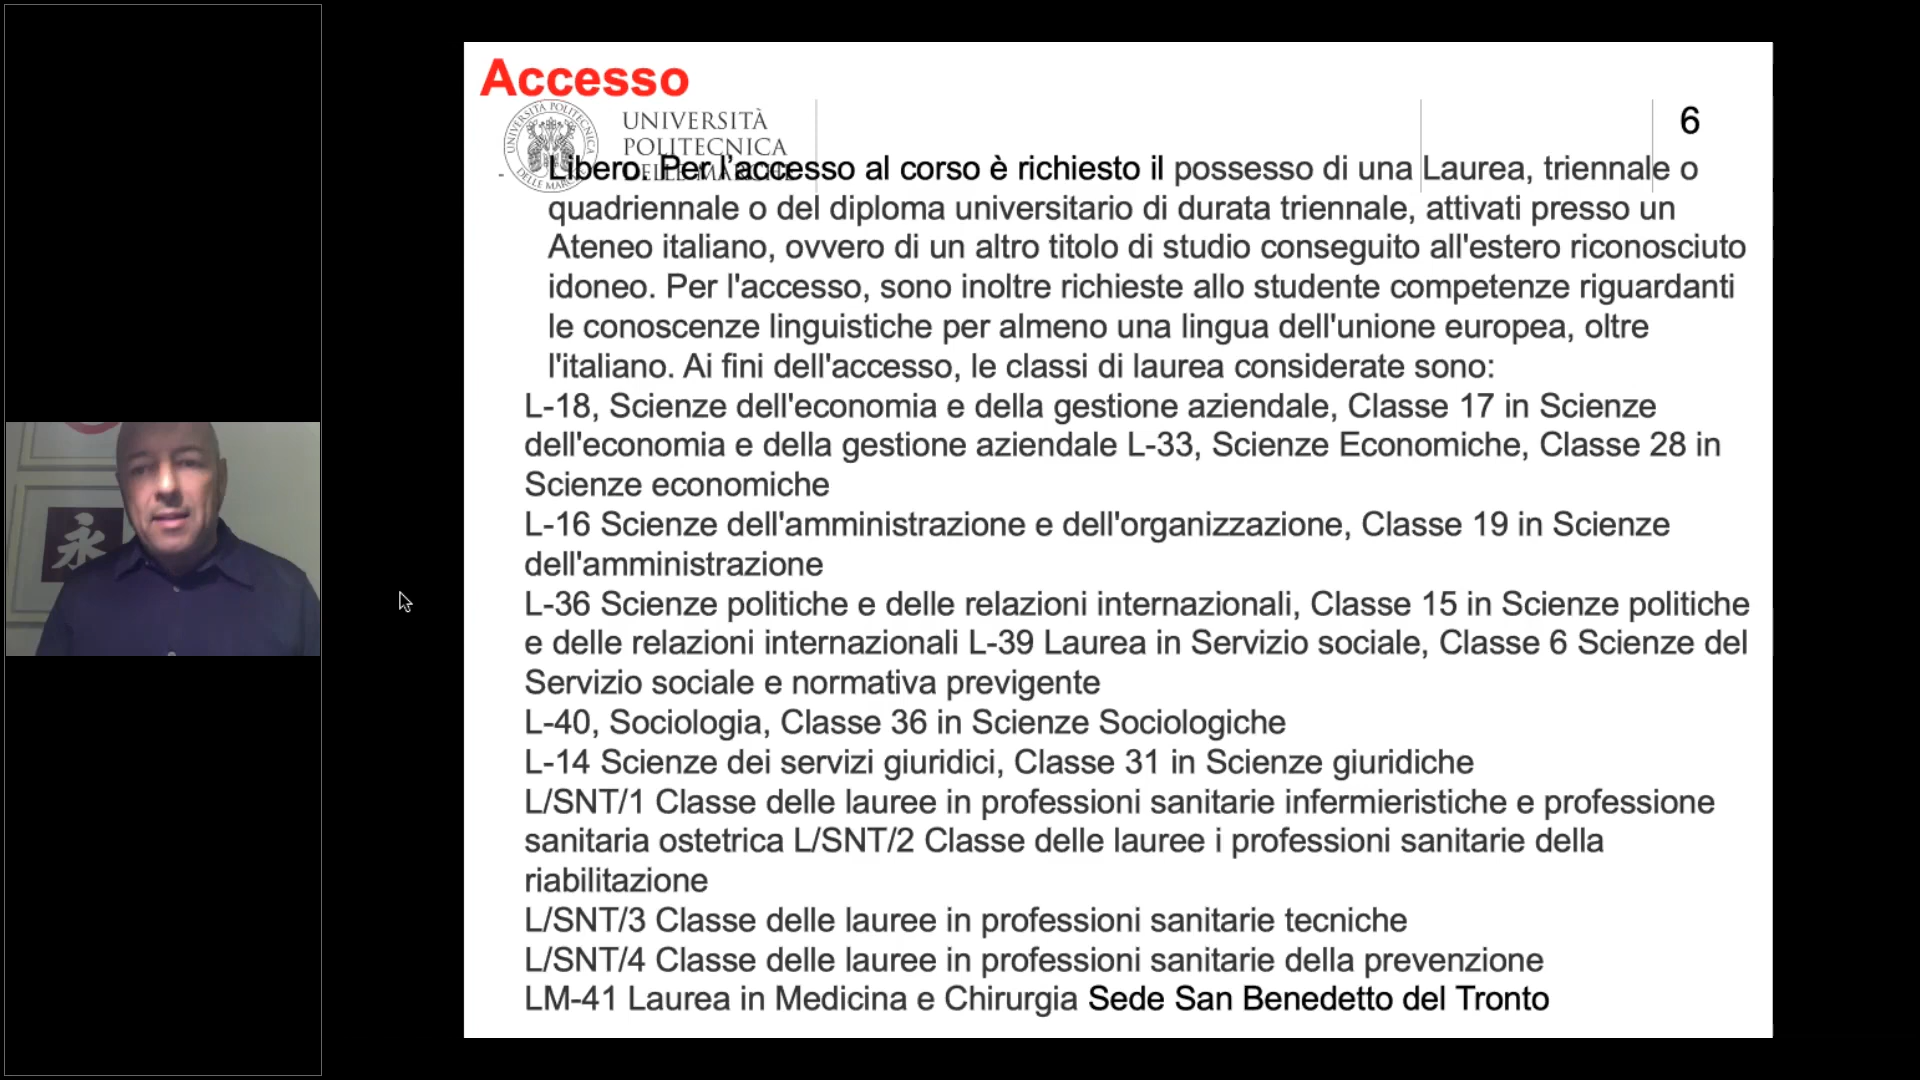 Accesso
UNIVERSITÀ
POLITECNICA
DELLE MARCHE
UNIVERSITÀ POLITECNICA DELLE MARCHE
6
- Libero. Per l'accesso al corso è richiesto il possesso di una Laurea, triennale o
quadriennale o del diploma universitario di durata triennale, attivati presso un
Ateneo italiano, ovvero di un altro titolo di studio conseguito all'estero riconosciuto
idoneo. Per l'accesso, sono inoltre richieste allo studente competenze riguardanti
le conoscenze linguistiche per almeno una lingua dell'unione europea, oltre
l'italiano. Ai fini dell'accesso, le classi di laurea considerate sono:
L-18, Scienze dell'economia e della gestione aziendale, Classe 17 in Scienze
dell'economia e della gestione aziendale L-33, Scienze Economiche, Classe 28 in
Scienze economiche
L-16 Scienze dell'amministrazione e dell'organizzazione, Classe 19 in Scienze
dell'amministrazione
L-36 Scienze politiche e delle relazioni internazionali, Classe 15 in Scienze politiche
e delle relazioni internazionali L-39 Laurea in Servizio sociale, Classe 6 Scienze del
Servizio sociale e normativa previgente
L-40, Sociologia, Classe 36 in Scienze Sociologiche
L-14 Scienze dei servizi giuridici, Classe 31 in Scienze giuridiche
L/SNT/1 Classe delle lauree in professioni sanitarie infermieristiche e professione
sanitaria ostetrica L/SNT/2 Classe delle lauree i professioni sanitarie della
riabilitazione
L/SNT/3 Classe delle lauree in professioni sanitarie tecniche
L/SNT/4 Classe delle lauree in professioni sanitarie della prevenzione
LM-41 Laurea in Medicina e Chirurgia Sede San Benedetto del Tronto
永